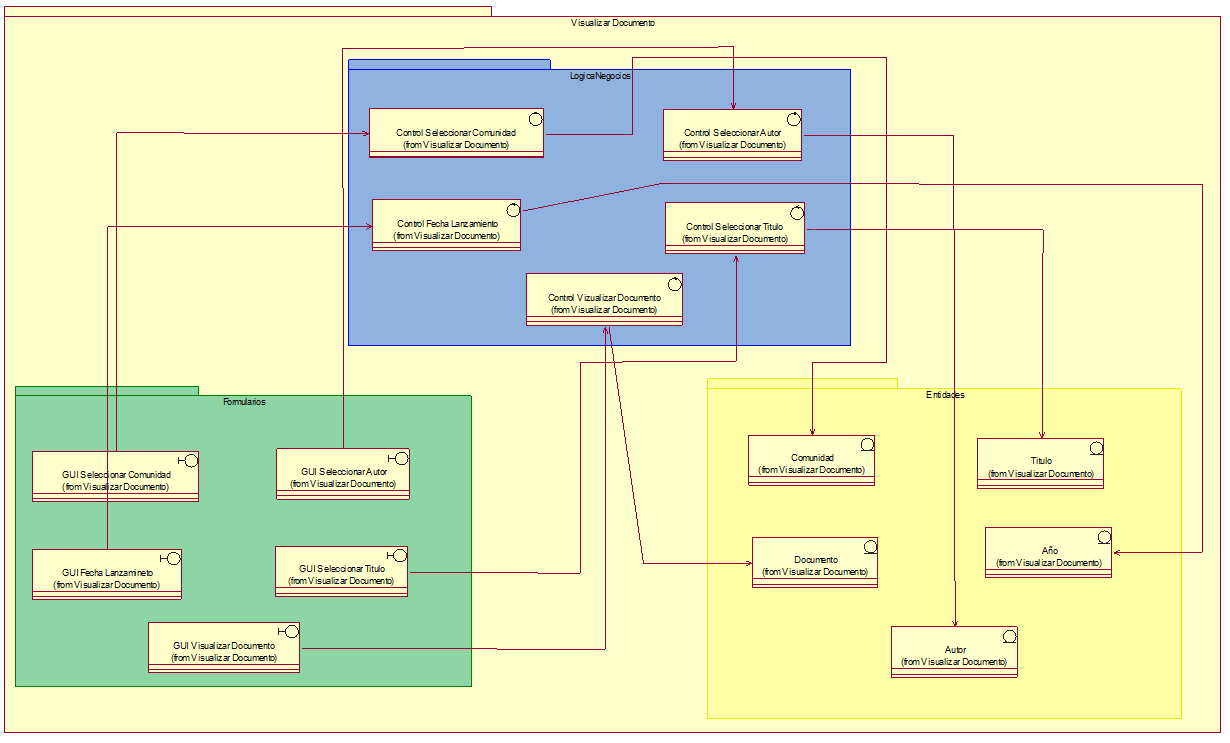 Visualizar Documento
LogicaNegocios
Control Seleccionar Comunidad
(from Visualizar Documento)
Control Seleccionar Autor
(from Visualizar Documento)
Control Fecha Lanzamiento
(from Visualizar Documento)
Control Seleccionar Titulo
(from Visualizar Documento)
Control Vizualizar Documento
(from Visualizar Documento)
Formularios
GUI Seleccionar Comunidad
(from Visualizar Documento)
GUI Seleccionar Autor
(from Visualizar Documento)
GUI Fecha Lanzamineto
(from Visualizar Documento)
GUI Seleccionar Titulo
(from Visualizar Documento)
GUI Visualizar Documento
(from Visualizar Documento)
Entidades
Comunidad
(from Visualizar Documento)
Titulo
(from Visualizar Documento)
Documento
(from Visualizar Documento)
Año
(from Visualizar Documento)
Autor
(from Visualizar Documento)